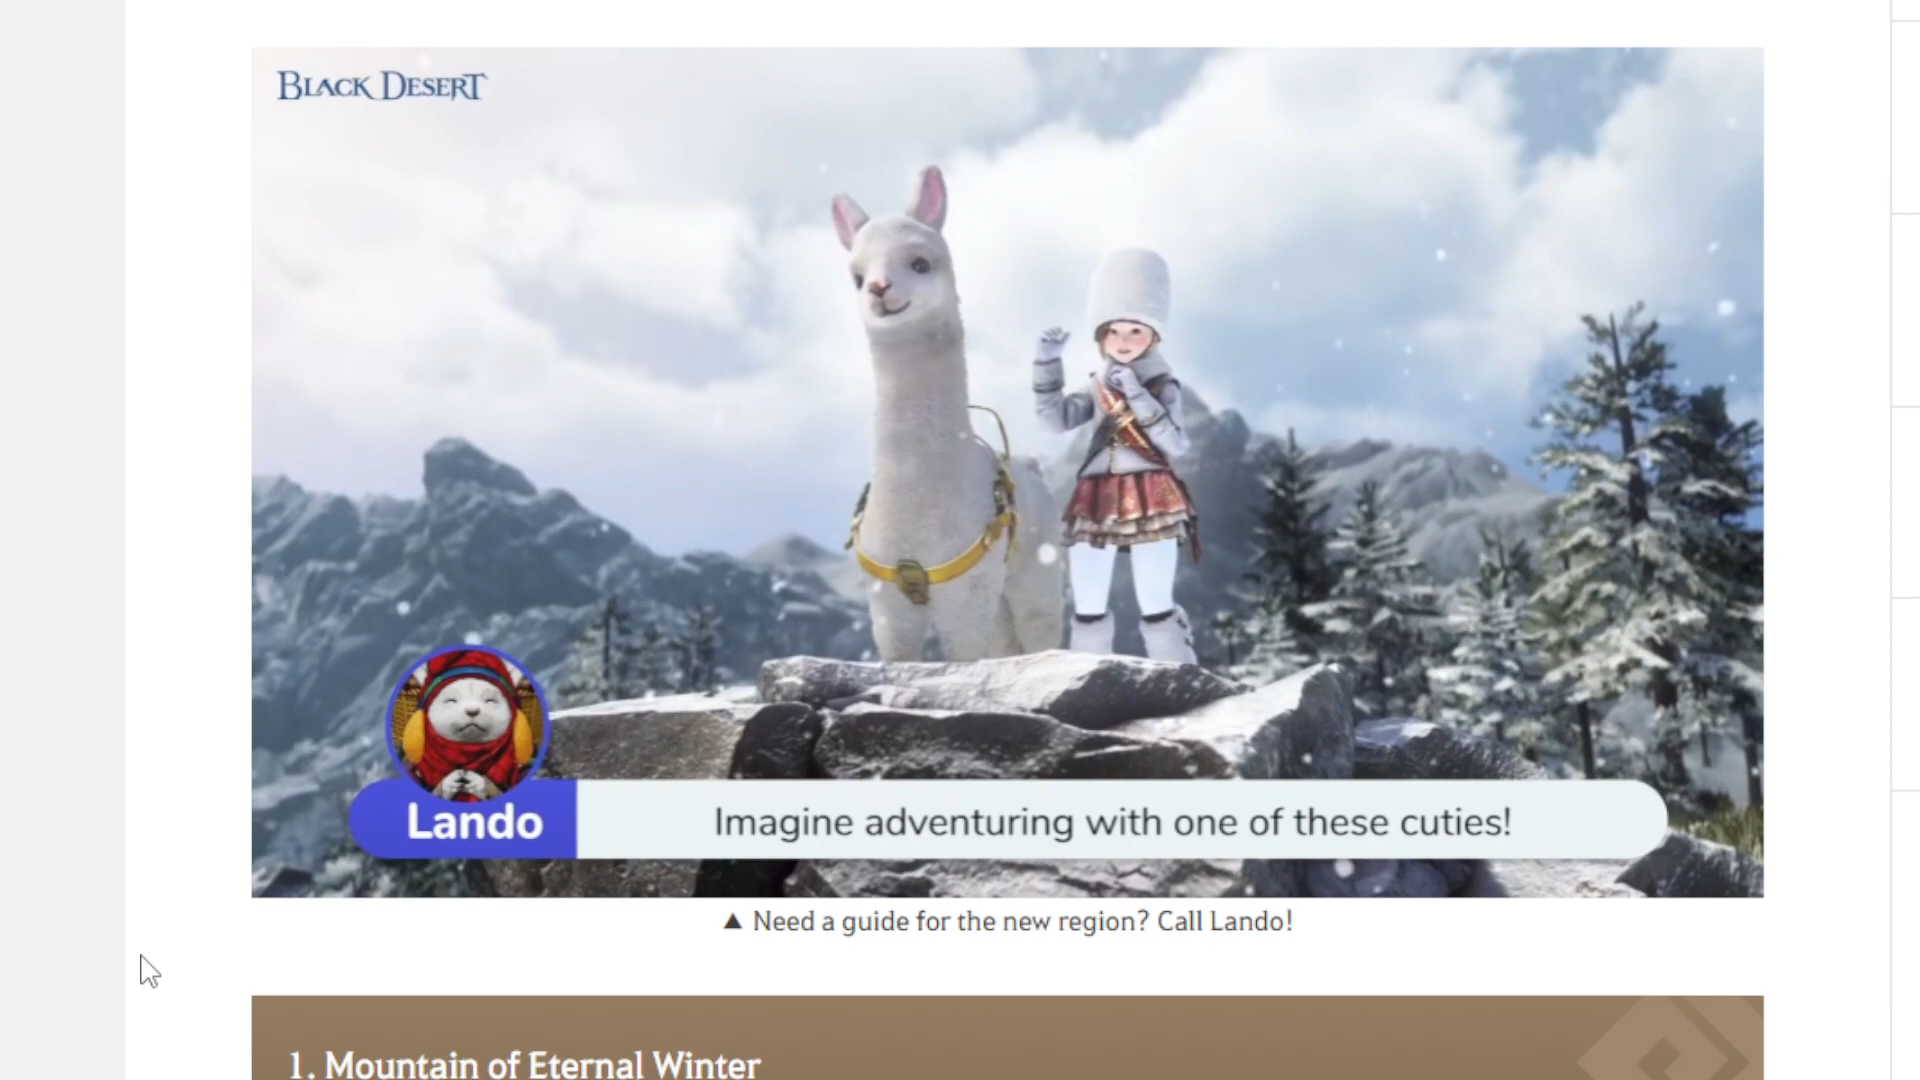 BLACK DESERT
Lando
Imagine adventuring with one of these cuties!
▲ Need a guide for the new region? Call Lando!
1. Mountain of Eternal Winter